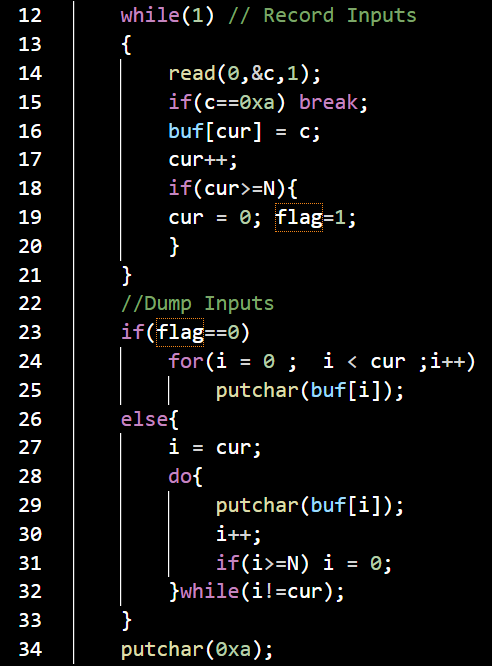 12 while(1) // Record Inputs
13 {
14 read(0,&c,1);
15 if(c==0xa) break;
16 buf[cur] = c;
17 cur++;
18 if(cur>=N){
19 cur = 0; flag=1;
20 }
21 }
22 //Dump Inputs
23 if(flag==0)
24 for(i = 0 ;  i < cur ;i++)
25 putchar(buf[i]);
26 else{
27 i = cur;
28 do{
29 putchar(buf[i]);
30 i++;
31 if(i>=N) i = 0;
32 }while(i!=cur);
33 }
34 putchar(0xa);